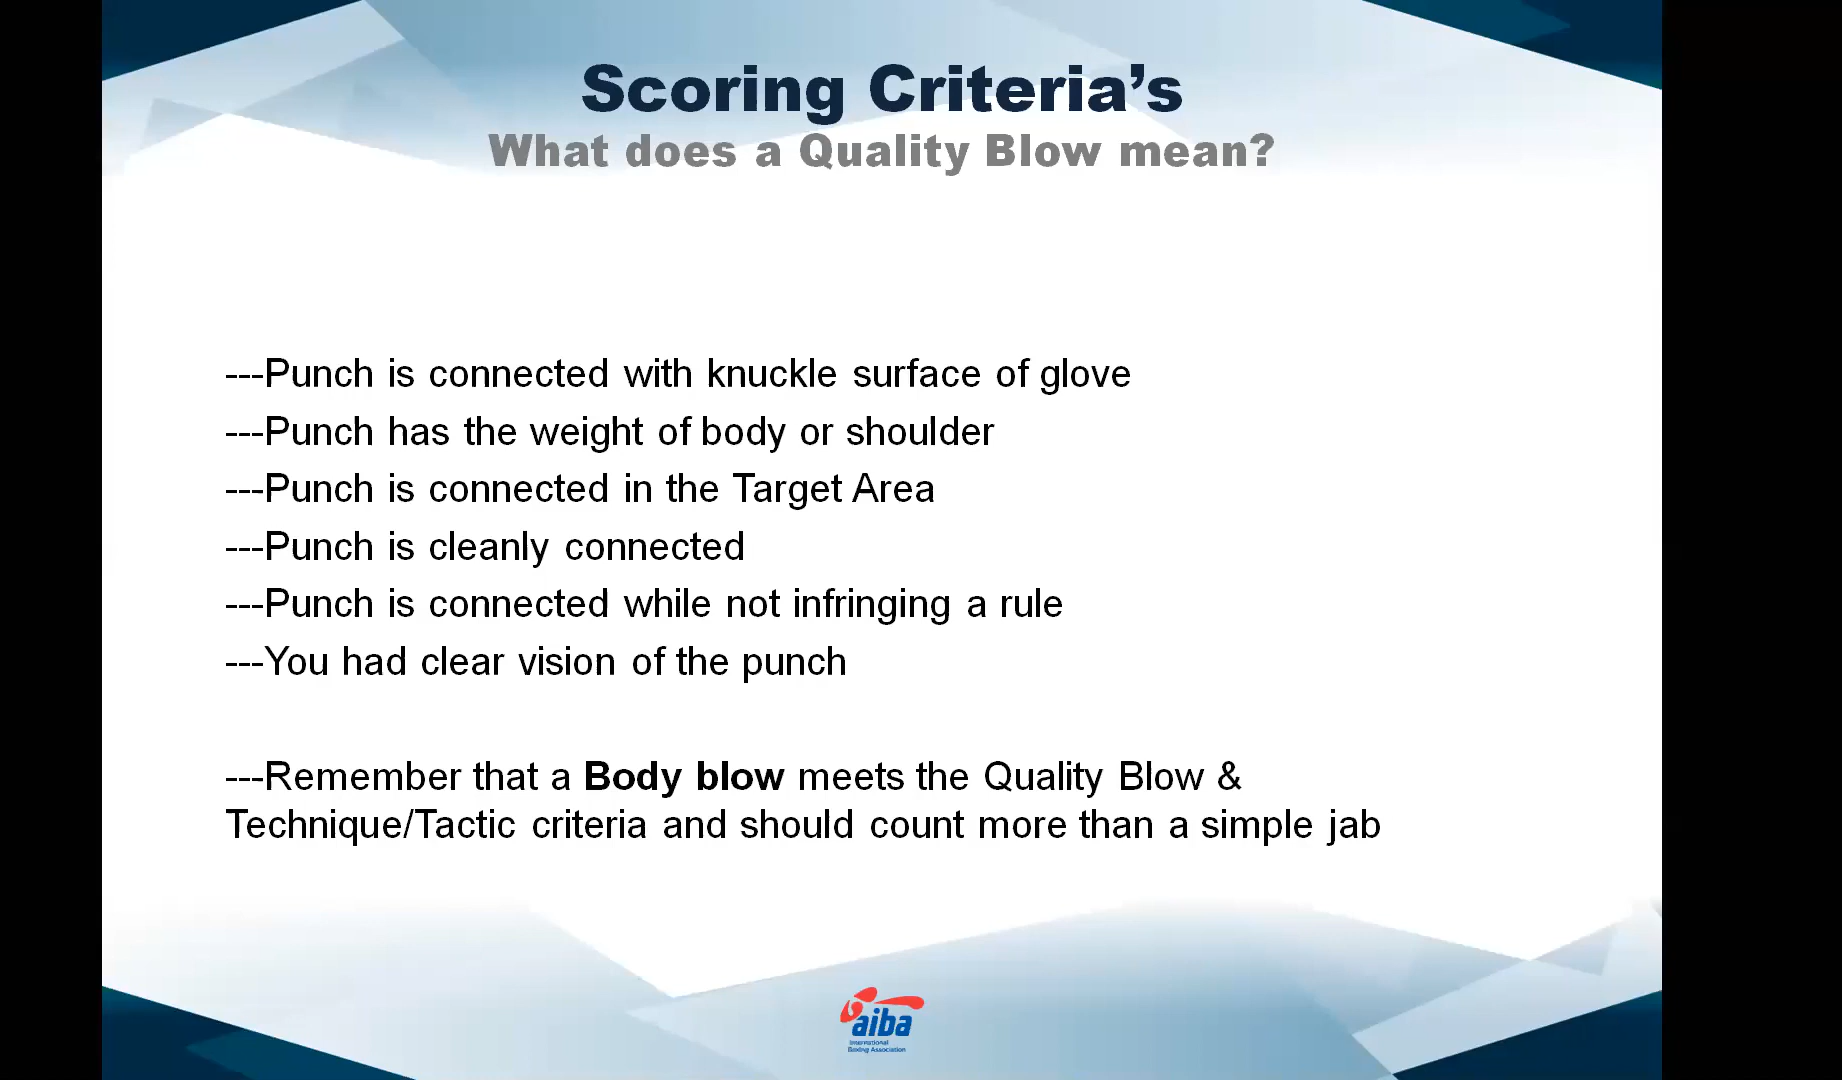 Scoring Criteria’s
What does a Quality Blow mean?
---Punch is connected with knuckle surface of glove
---Punch has the weight of body or shoulder
---Punch is connected in the Target Area
---Punch is cleanly connected
---Punch is connected while not infringing a rule
---You had clear vision of the punch
---Remember that a Body blow meets the Quality Blow &
Technique/Tactic criteria and should count more than a simple jab
aiba
International
Boxing Association